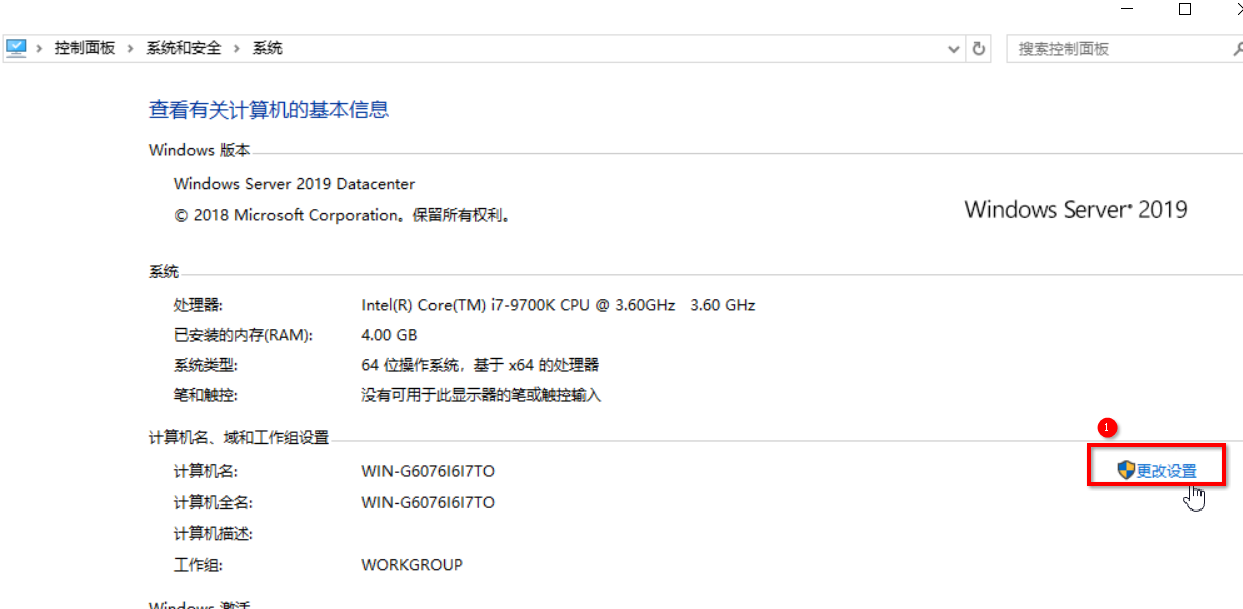 控制面板 › 系统和安全 › 系统
搜索控制面板
查看有关计算机的基本信息
Windows 版本
Windows Server 2019 Datacenter
© 2018 Microsoft Corporation。保留所有权利。
Windows Server® 2019
系统
处理器: Intel(R) Core(TM) i7-9700K CPU @ 3.60GHz 3.60 GHz
已安装的内存(RAM): 4.00 GB
系统类型: 64 位操作系统，基于 x64 的处理器
笔和触控: 没有可用于此显示器的笔或触控输入
计算机名、域和工作组设置
1
计算机名: WIN-G6076I6I7TO
更改设置
计算机全名: WIN-G6076I6I7TO
计算机描述:
工作组: WORKGROUP
Windows 激活